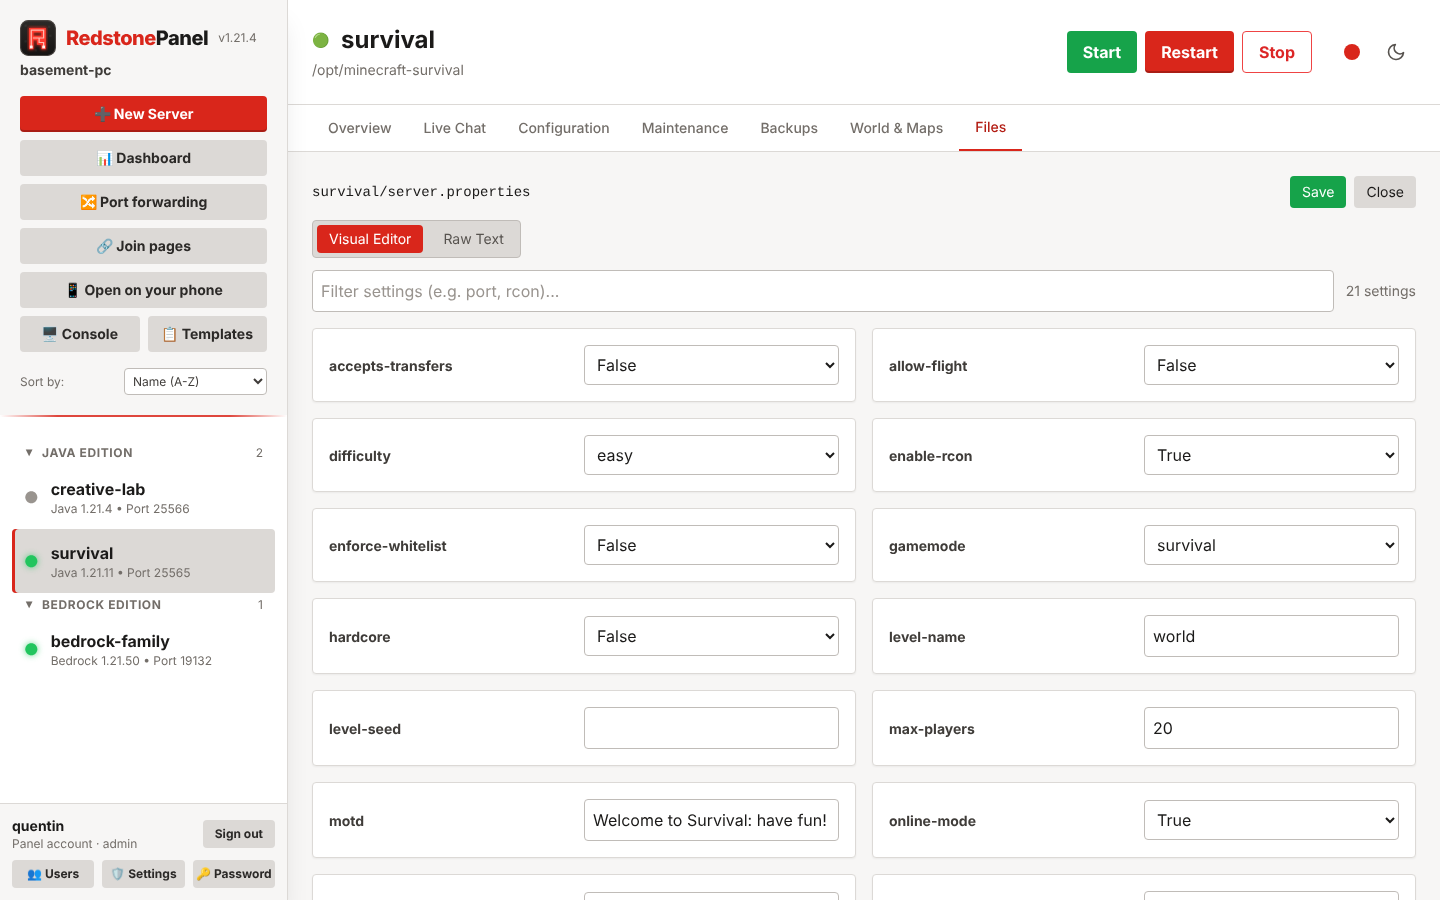 RedstonePanel v1.21.4
basement-pc
➕ New Server
📊 Dashboard
🔀 Port forwarding
🔗 Join pages
📱 Open on your phone
🖥️ Console
📋 Templates
Sort by:
Name (A-Z)
▼ JAVA EDITION 2
creative-lab
Java 1.21.4 • Port 25566
survival
Java 1.21.11 • Port 25565
▼ BEDROCK EDITION 1
bedrock-family
Bedrock 1.21.50 • Port 19132
quentin
Panel account · admin
Sign out
👥 Users
🛡️ Settings
🔑 Password
survival
/opt/minecraft-survival
Start
Restart
Stop
Overview
Live Chat
Configuration
Maintenance
Backups
World & Maps
Files
survival/server.properties
Save
Close
Visual Editor
Raw Text
Filter settings (e.g. port, rcon)...
21 settings
accepts-transfers
False
allow-flight
False
difficulty
easy
enable-rcon
True
enforce-whitelist
False
gamemode
survival
hardcore
False
level-name
world
level-seed
max-players
20
motd
Welcome to Survival: have fun!
online-mode
True